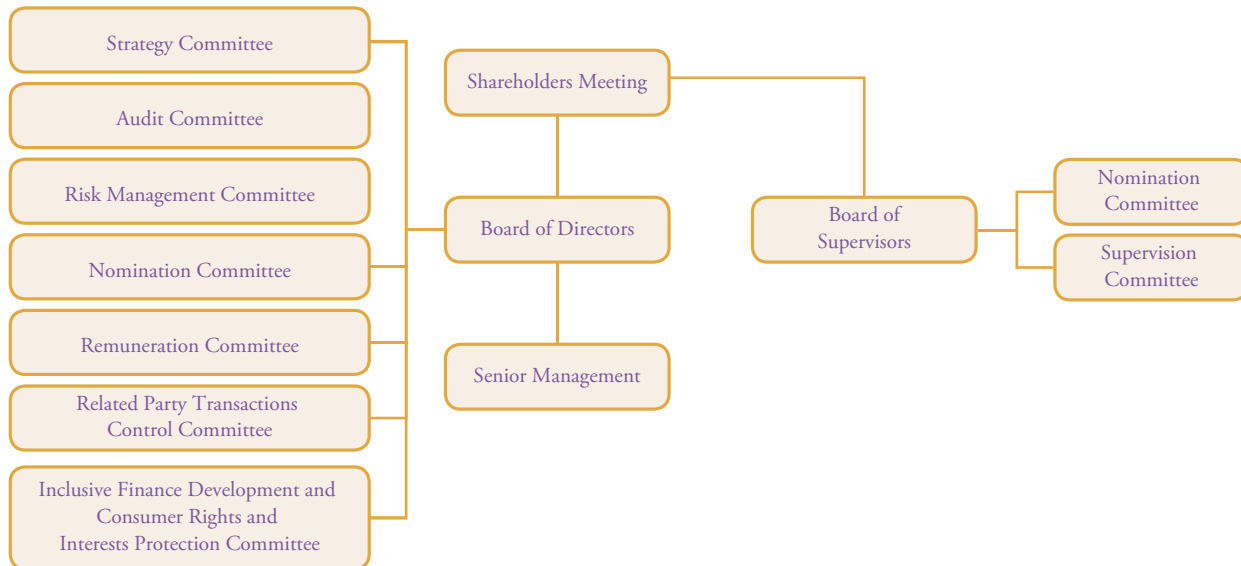 Strategy Committee
Audit Committee
Risk Management Committee
Nomination Committee
Remuneration Committee
Related Party Transactions
Control Committee
Inclusive Finance Development and
Consumer Rights and
Interests Protection Committee
Shareholders Meeting
Board of Directors
Senior Management
Board of
Supervisors
Nomination
Committee
Supervision
Committee